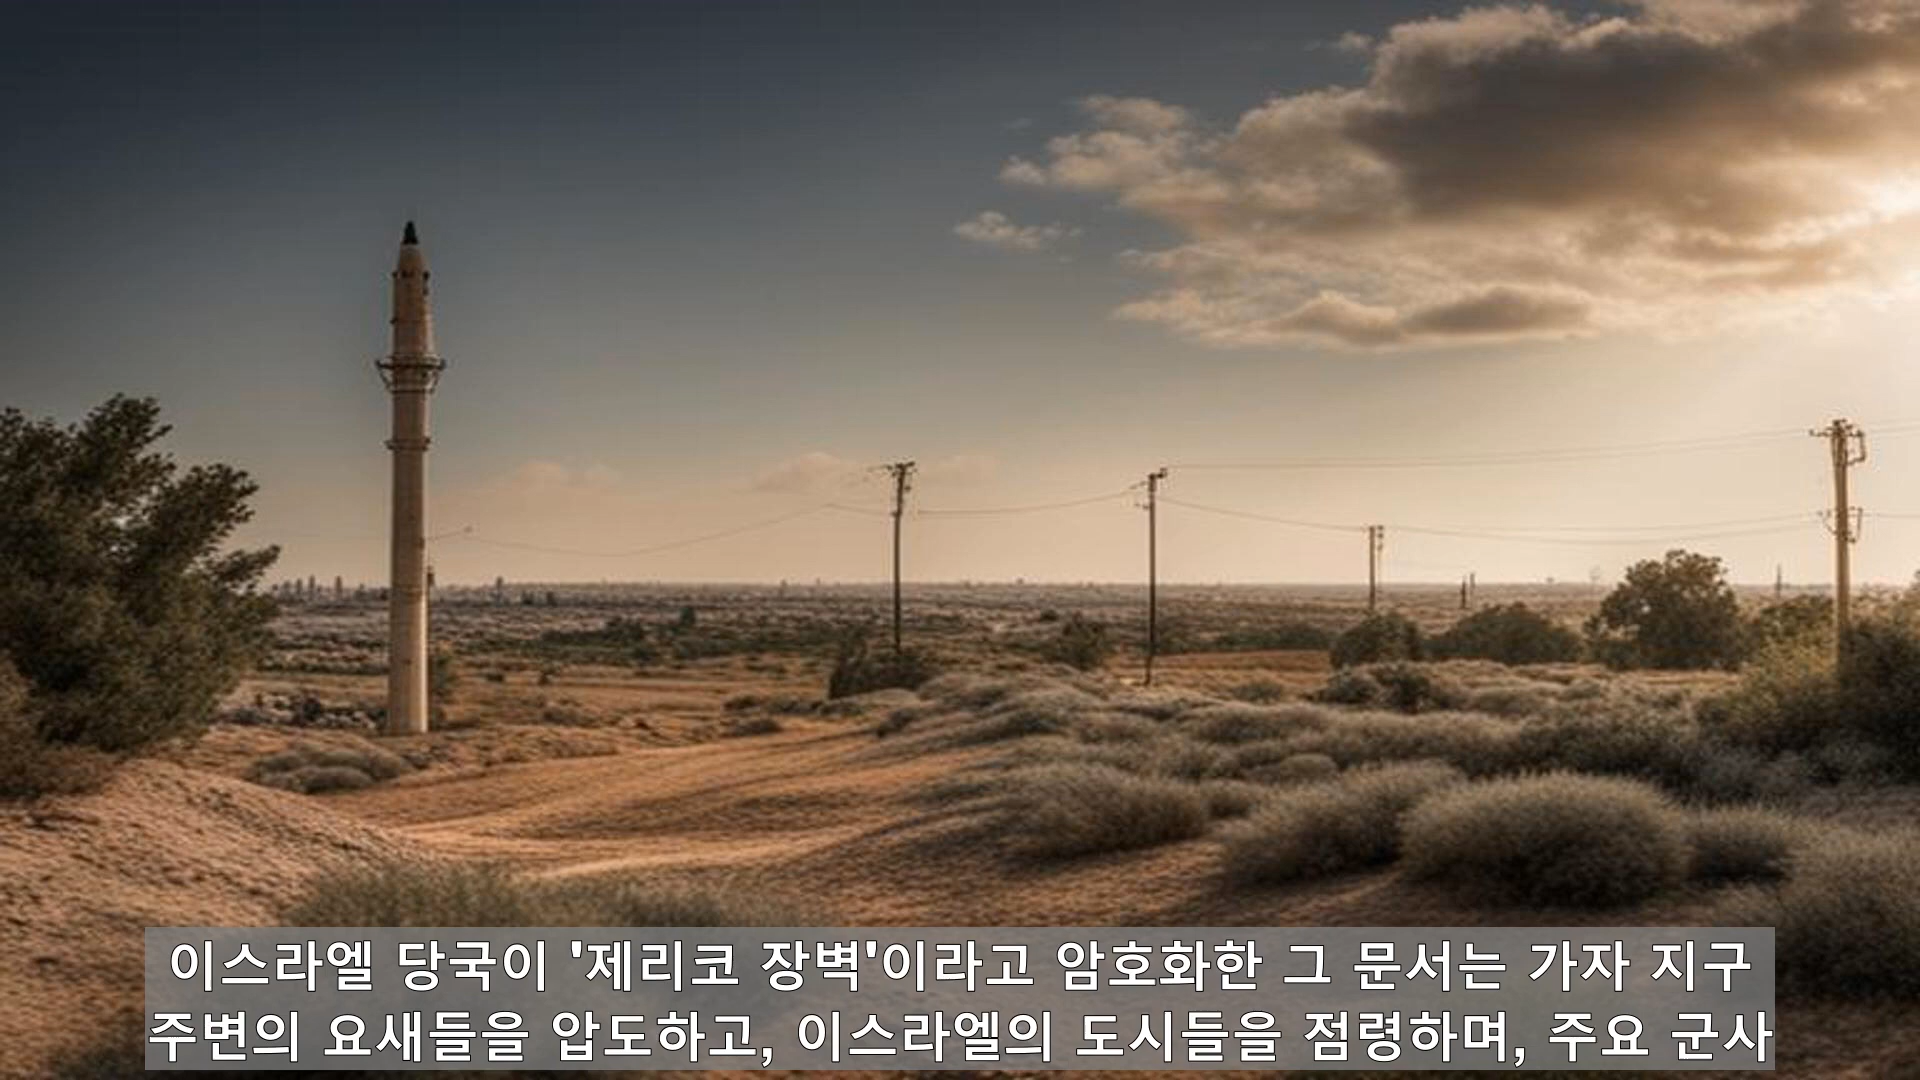 이스라엘 당국이 '제리코 장벽'이라고 암호화한 그 문서는 가자 지구
주변의 요새들을 압도하고, 이스라엘의 도시들을 점령하며, 주요 군사